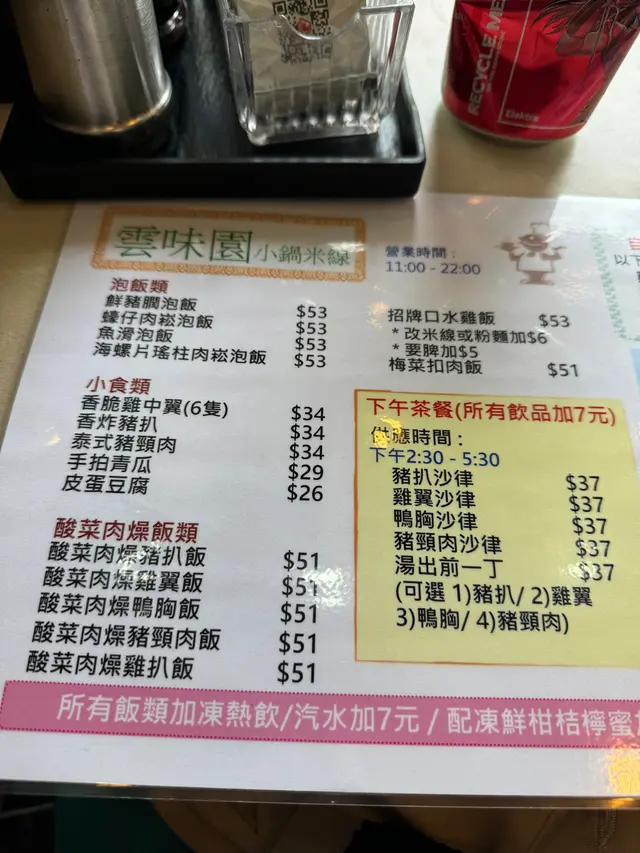 RECYCLE ME
Elektra
雲味園小鍋米線
營業時間：
11:00 - 22:00
泡飯類
鮮豬膶泡飯 $53
蠔仔肉崧泡飯 $53
魚滑泡飯 $53
海螺片瑤柱肉崧泡飯 $53
招牌口水雞飯 $53
*改米線或粉麵加$6
*要脾加$5
梅菜扣肉飯 $51
小食類
香脆雞中翼(6隻) $34
香炸豬扒 $34
泰式豬頸肉 $34
手拍青瓜 $29
皮蛋豆腐 $26
下午茶餐(所有飲品加7元)
供應時間：
下午2:30 - 5:30
豬扒沙律 $37
雞翼沙律 $37
鴨胸沙律 $37
豬頸肉沙律 $37
湯出前一丁 $37
(可選 1)豬扒/ 2)雞翼
3)鴨胸/ 4)豬頸肉)
酸菜肉燥飯類
酸菜肉燥豬扒飯 $51
酸菜肉燥雞翼飯 $51
酸菜肉燥鴨胸飯 $51
酸菜肉燥豬頸肉飯 $51
酸菜肉燥雞扒飯 $51
所有飯類加凍熱飲/汽水加7元 / 配凍鮮柑桔檸蜜
以下